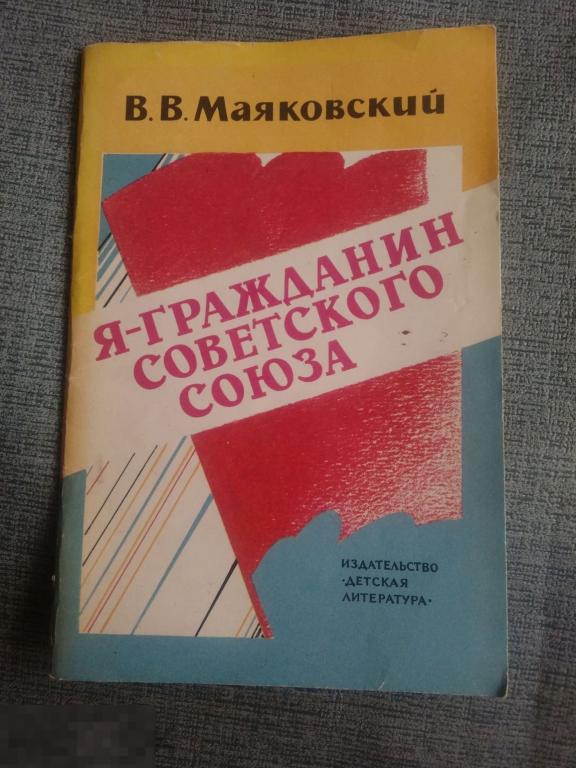 В. В. Маяковский
Я-ГРАЖДАНИН
СОВЕТСКОГО
СОЮЗА
ИЗДАТЕЛЬСТВО
·ДЕТСКАЯ
ЛИТЕРАТУРА·